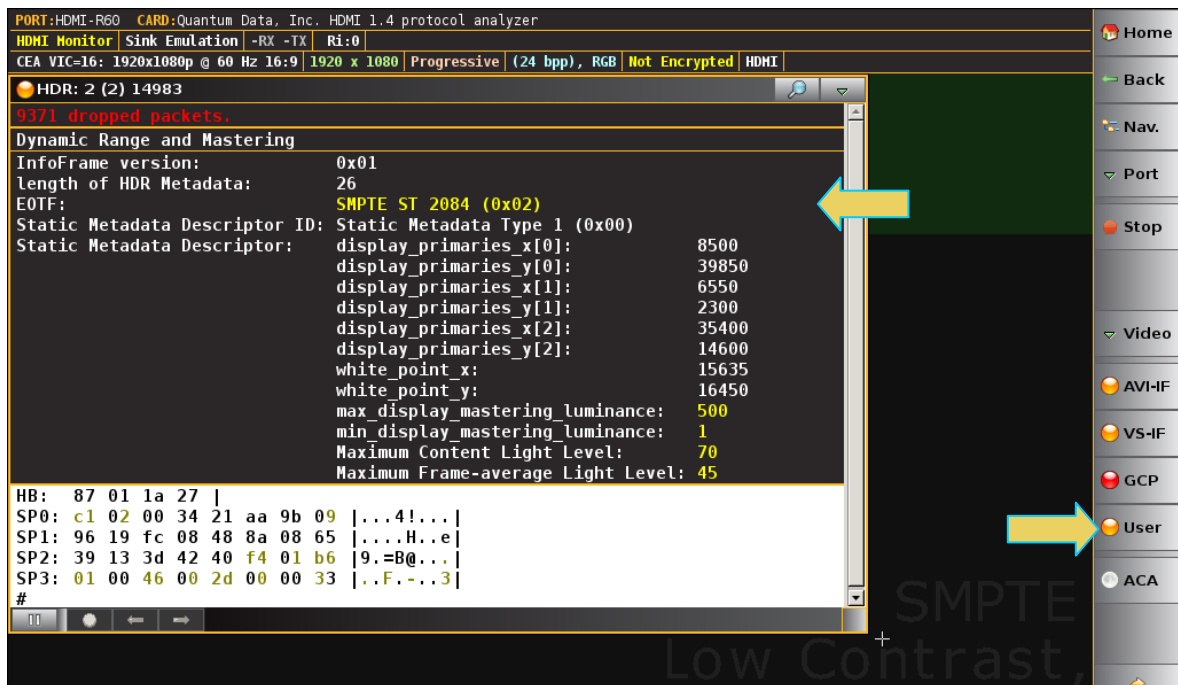 PORT:HDMI-R60 CARD:Quantum Data, Inc. HDMI 1.4 protocol analyzer
HDMI Monitor Sink Emulation -RX -TX Ri:0
CEA VIC=16: 1920x1080p @ 60 Hz 16:9 1920 x 1080 Progressive (24 bpp), RGB Not Encrypted HDMI
HDR: 2 (2) 14983
9371 dropped packets.
Dynamic Range and Mastering
InfoFrame version: 0x01
length of HDR Metadata: 26
EOTF: SMPTE ST 2084 (0x02)
Static Metadata Descriptor ID: Static Metadata Type 1 (0x00)
Static Metadata Descriptor: display_primaries_x[0]: 8500
display_primaries_y[0]: 39850
display_primaries_x[1]: 6550
display_primaries_y[1]: 2300
display_primaries_x[2]: 35400
display_primaries_y[2]: 14600
white_point_x: 15635
white_point_y: 16450
max_display_mastering_luminance: 500
min_display_mastering_luminance: 1
Maximum Content Light Level: 70
Maximum Frame-average Light Level: 45
HB: 87 01 1a 27 |
SP0: c1 02 00 34 21 aa 9b 09 |...4!...|
SP1: 96 19 fc 08 48 8a 08 65 |....H..e|
SP2: 39 13 3d 42 40 f4 01 b6 |9.=B@...|
SP3: 01 00 46 00 2d 00 00 33 |..F.-..3|
#
SMPTE
Low Contrast,
Home
Back
Nav.
Port
Stop
Video
AVI-IF
VS-IF
GCP
User
ACA